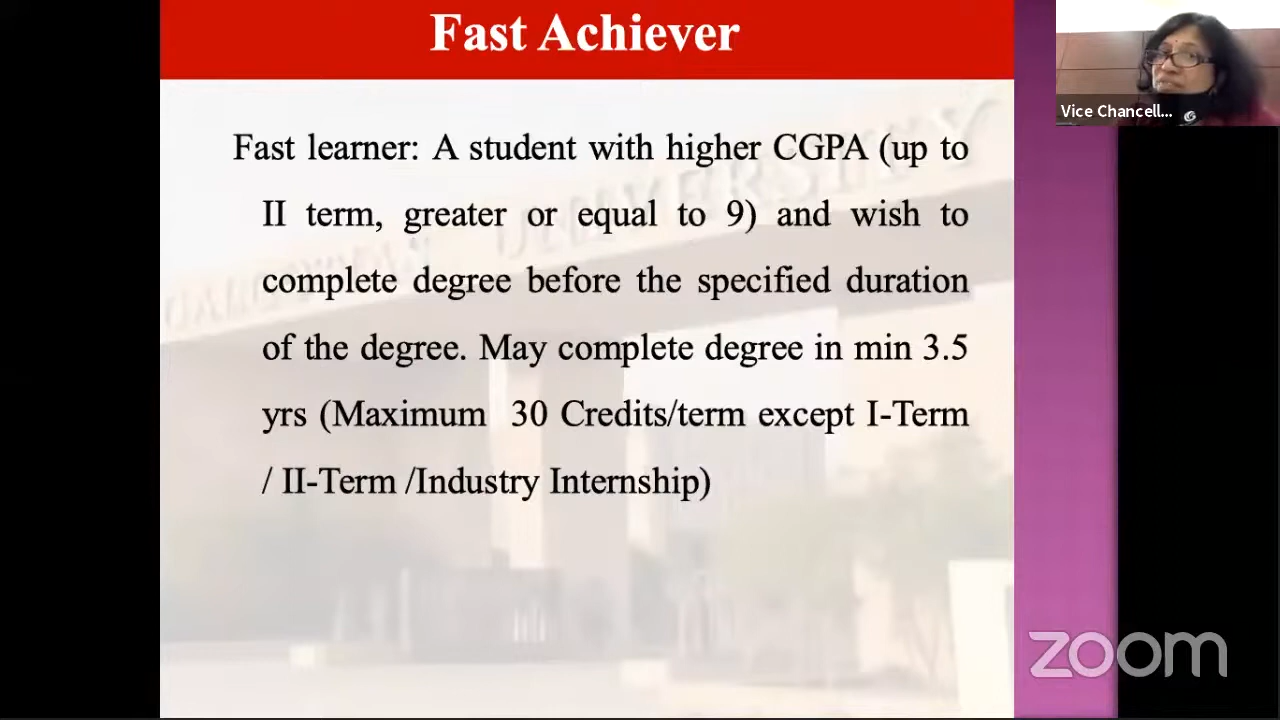 Fast Achiever
Vice Chancell...
Fast learner: A student with higher CGPA (up to
II term, greater or equal to 9) and wish to
complete degree before the specified duration
of the degree. May complete degree in min 3.5
yrs (Maximum 30 Credits/term except I-Term
/ II-Term /Industry Internship)
zoom